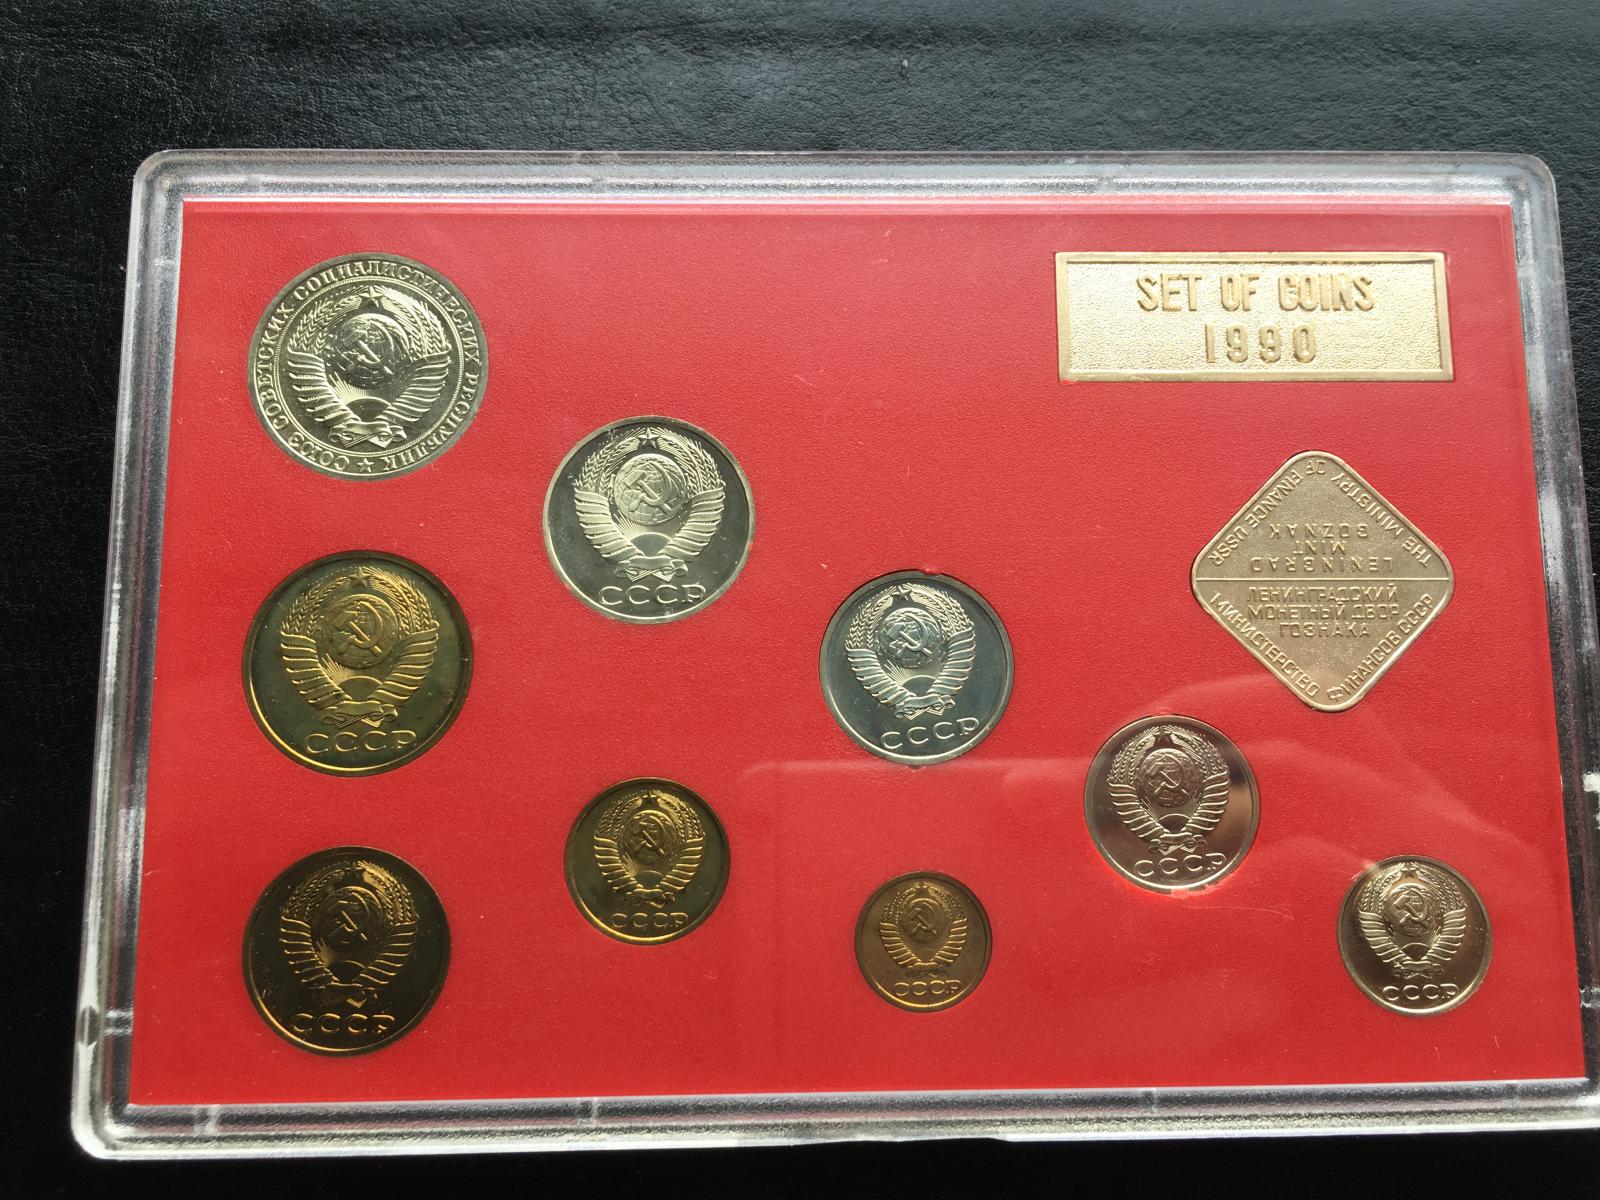 SET OF COINS
1990
СОЮЗ СОВЕТСКИХ СОЦИАЛИСТИЧЕСКИХ РЕСПУБЛИК
СССР
THE MINISTRY OF FINANCE USSR
LENINGRAD
MINT
GOZNAK
ЛЕНИНГРАДСКИЙ
МОНЕТНЫЙ ДВОР
ГОЗНАКА
МИНИСТЕРСТВО ФИНАНСОВ СССР
СССР
СССР
СССР
СССР
СССР
СССР
СССР